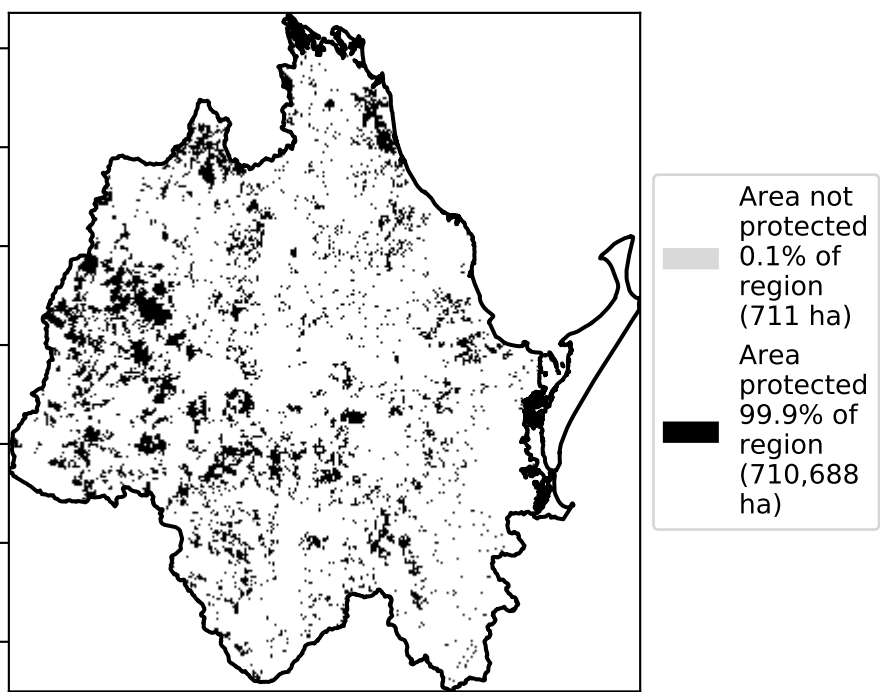 Area not
protected
0.1% of
region
(711 ha)
Area
protected
99.9% of
region
(710,688
ha)